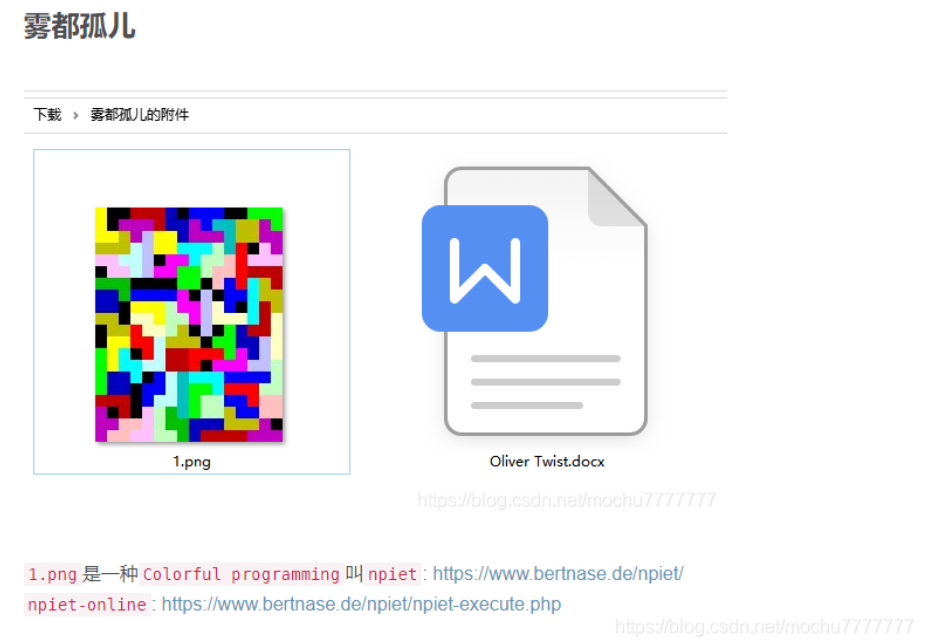 雾都孤儿
下载 › 雾都孤儿的附件
1.png
Oliver Twist.docx
https://blog.csdn.net/mochu7777777
1.png 是一种 Colorful programming 叫 npiet : https://www.bertnase.de/npiet/
npiet-online : https://www.bertnase.de/npiet/npiet-execute.php
https://blog.csdn.net/mochu7777777